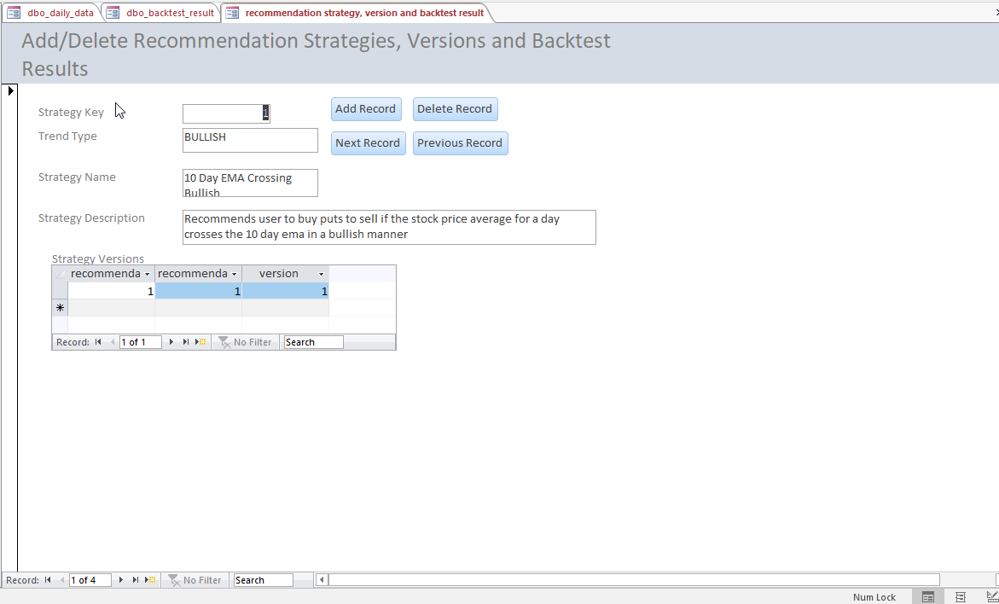 dbo_daily_data dbo_backtest_result recommendation strategy, version and backtest result
Add/Delete Recommendation Strategies, Versions and Backtest
Results
Strategy Key 1 Add Record Delete Record
Trend Type BULLISH
Next Record Previous Record
Strategy Name 10 Day EMA Crossing
Bullish
Strategy Description Recommends user to buy puts to sell if the stock price average for a day
crosses the 10 day ema in a bullish manner
Strategy Versions
recommenda recommenda version
1 1 1
Record: 1 of 1 No Filter Search
Record: 1 of 4 No Filter Search
Num Lock